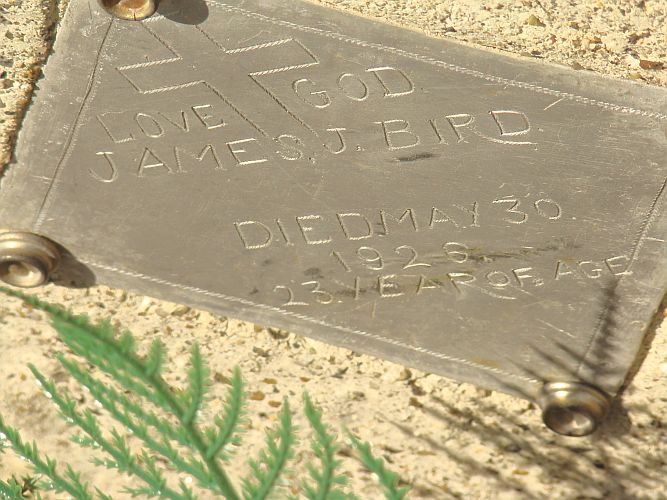 LOVE GOD.
JAMES. J. BIRD.
DIED. MAY 30
1926.
23 YEAR OF. AGE